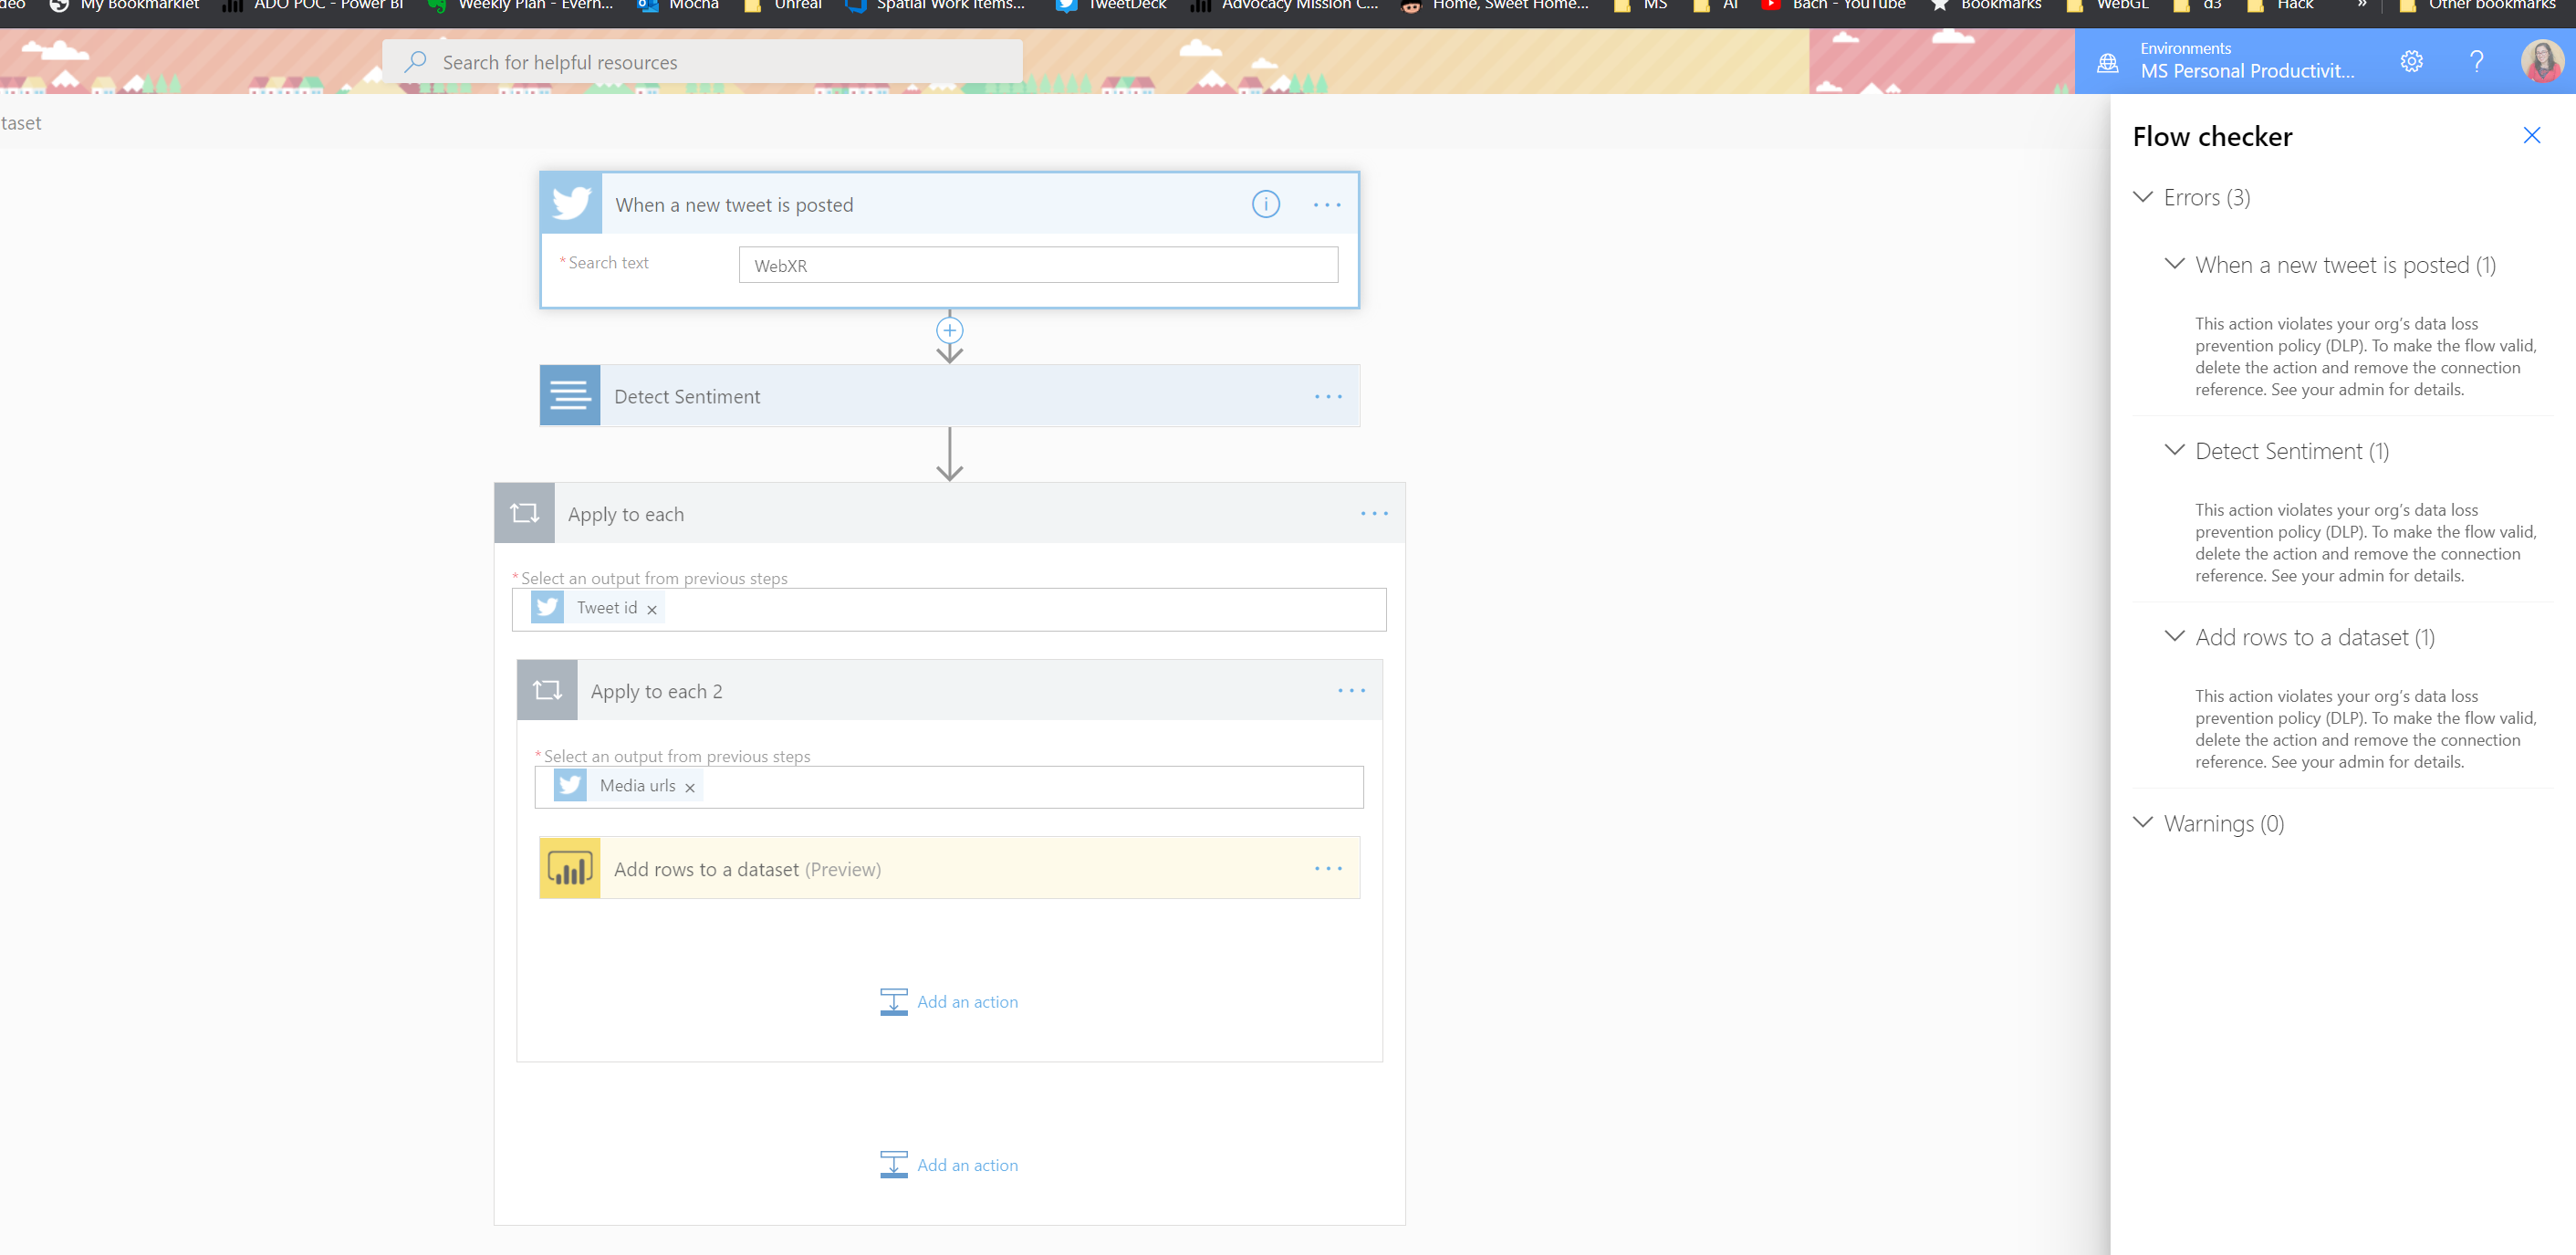 deo My Bookmarklet ADO POC - Power BI Weekly Plan - Evern... Mocha Unreal Spatial Work Items... TweetDeck Advocacy Mission C... Home, Sweet Home... MS AI Bach - YouTube Bookmarks WebGL d3 Hack » Other bookmarks
Search for helpful resources
Environments
MS Personal Productivit...
?
taset
When a new tweet is posted
* Search text
WebXR
Detect Sentiment
Apply to each
* Select an output from previous steps
Tweet id ×
Apply to each 2
* Select an output from previous steps
Media urls ×
Add rows to a dataset (Preview)
Add an action
Add an action
Flow checker
Errors (3)
When a new tweet is posted (1)
This action violates your org's data loss
prevention policy (DLP). To make the flow valid,
delete the action and remove the connection
reference. See your admin for details.
Detect Sentiment (1)
This action violates your org's data loss
prevention policy (DLP). To make the flow valid,
delete the action and remove the connection
reference. See your admin for details.
Add rows to a dataset (1)
This action violates your org's data loss
prevention policy (DLP). To make the flow valid,
delete the action and remove the connection
reference. See your admin for details.
Warnings (0)